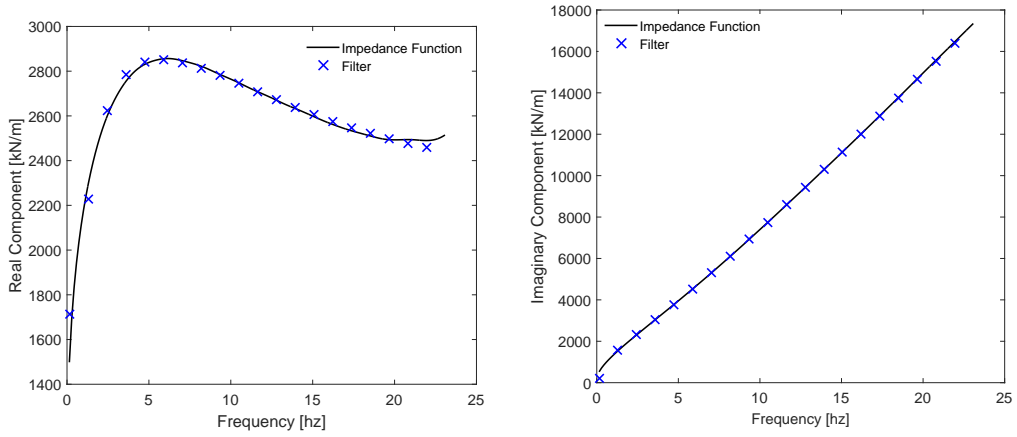 3000
2800
2600
2400
2200
2000
1800
1600
1400
0 5 10 15 20 25
Real Component [kN/m]
Frequency [hz]
Impedance Function
Filter
18000
16000
14000
12000
10000
8000
6000
4000
2000
0
0 5 10 15 20 25
Imaginary Component [kN/m]
Frequency [hz]
Impedance Function
Filter